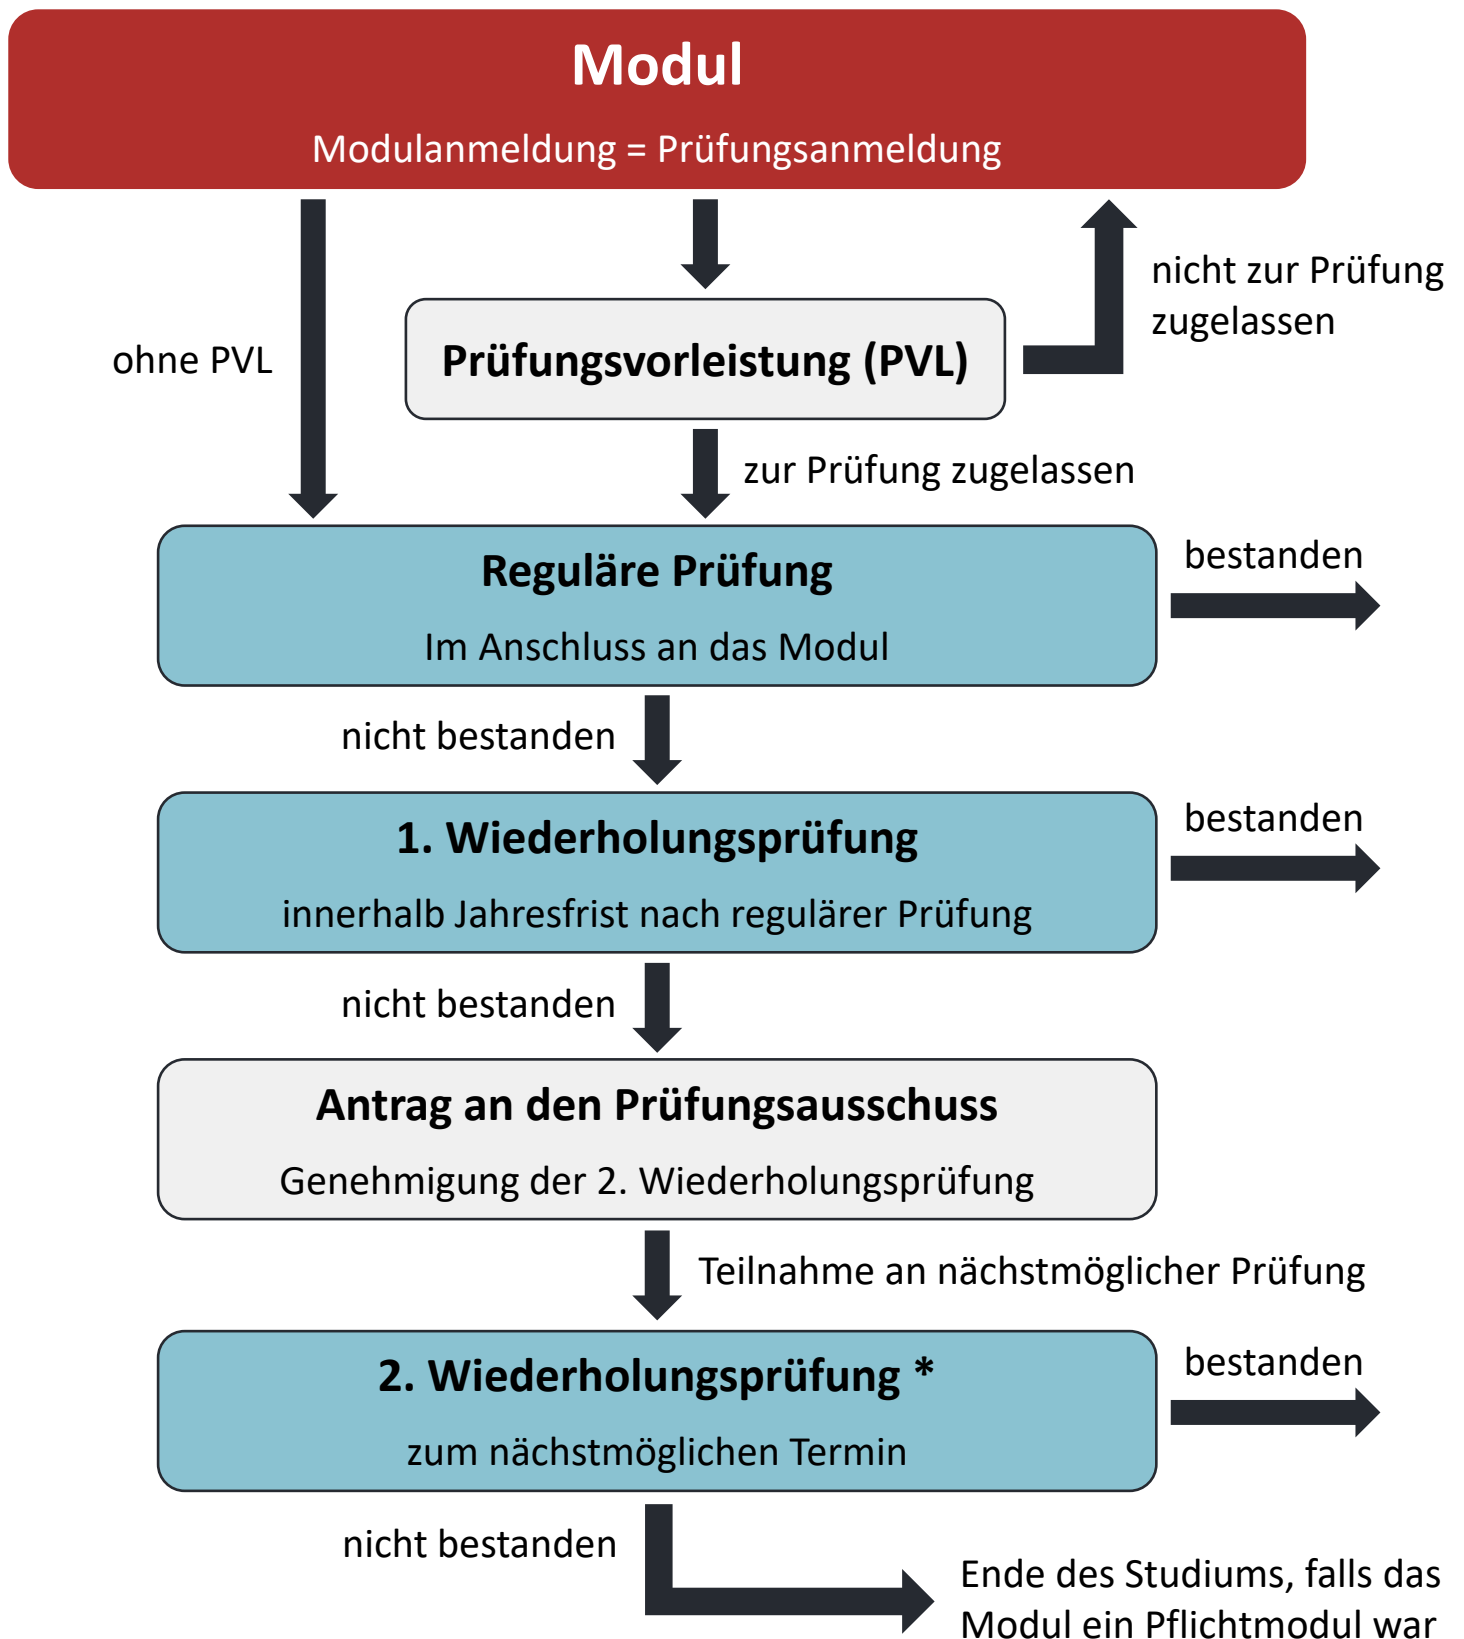 Modul
Modulanmeldung = Prüfungsanmeldung
nicht zur Prüfung
zugelassen
ohne PVL
Prüfungsvorleistung (PVL)
zur Prüfung zugelassen
Reguläre Prüfung
Im Anschluss an das Modul
bestanden
nicht bestanden
1. Wiederholungsprüfung
innerhalb Jahresfrist nach regulärer Prüfung
bestanden
nicht bestanden
Antrag an den Prüfungsausschuss
Genehmigung der 2. Wiederholungsprüfung
Teilnahme an nächstmöglicher Prüfung
2. Wiederholungsprüfung *
zum nächstmöglichen Termin
bestanden
nicht bestanden
Ende des Studiums, falls das
Modul ein Pflichtmodul war